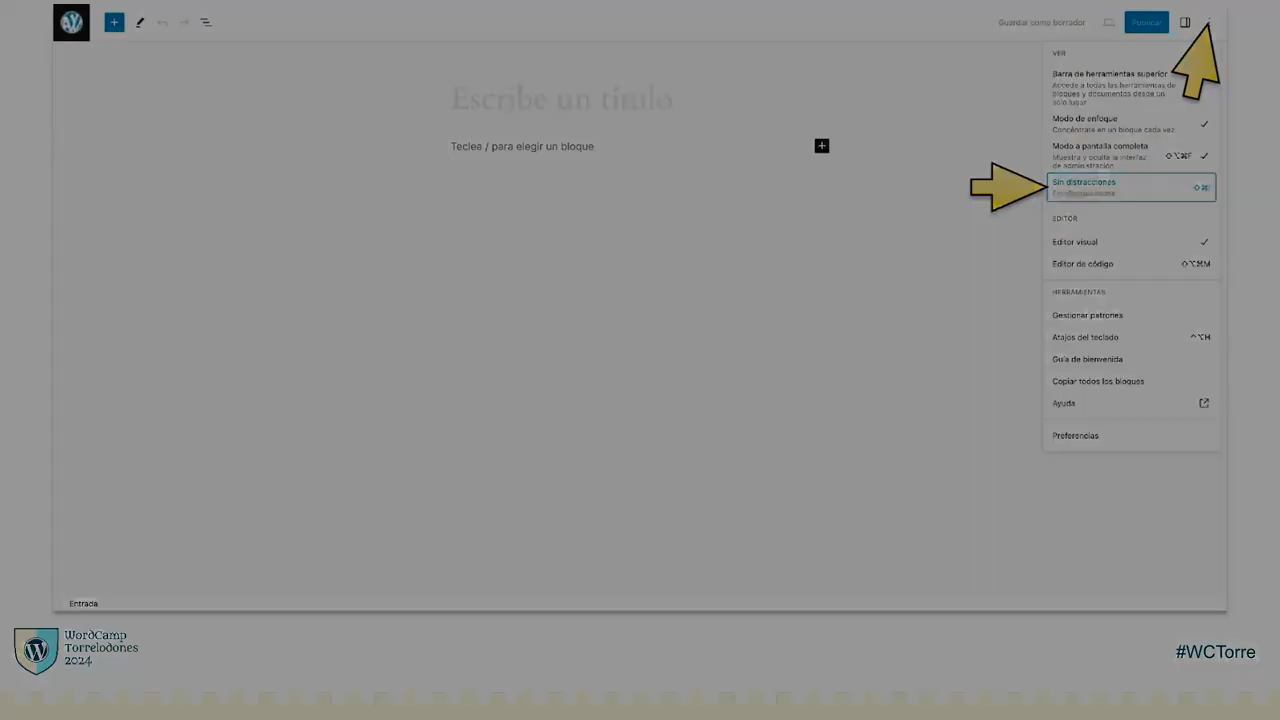 Guardar como borrador
Publicar
Escribe un título
Teclea / para elegir un bloque
VER
Barra de herramientas superior
Accede a todas las herramientas de
bloques y documentos desde un
solo lugar
Modo de enfoque
Concéntrate en un bloque cada vez
Modo a pantalla completa
Muestra y oculta la interfaz
de administración
⇧⌥⌘F
Sin distracciones
EDITOR
Editor visual
Editor de código
⇧⌥⌘M
HERRAMIENTAS
Gestionar patrones
Atajos del teclado
⌃⌥H
Guía de bienvenida
Copiar todos los bloques
Ayuda
Preferencias
Entrada
WordCamp
Torrelodones
2024
#WCTorre